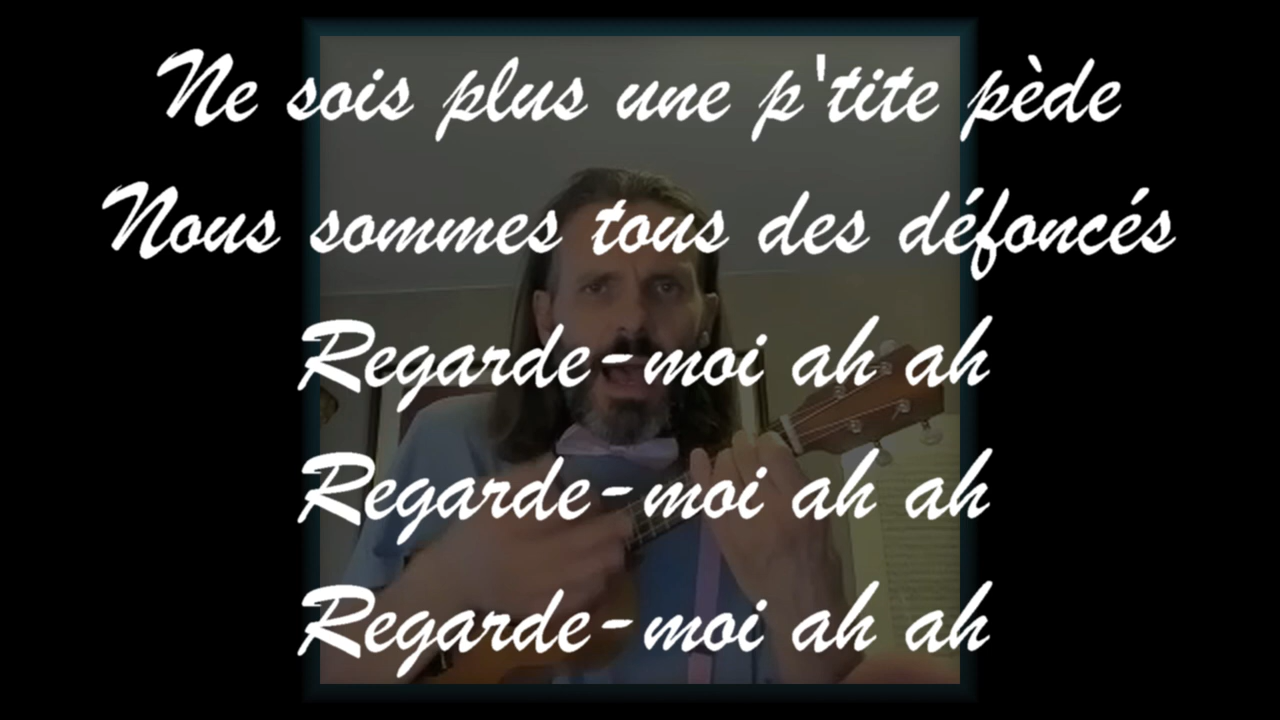 Ne sois plus une p'tite pède
Nous sommes tous des défoncés
Regarde-moi ah ah
Regarde-moi ah ah
Regarde-moi ah ah